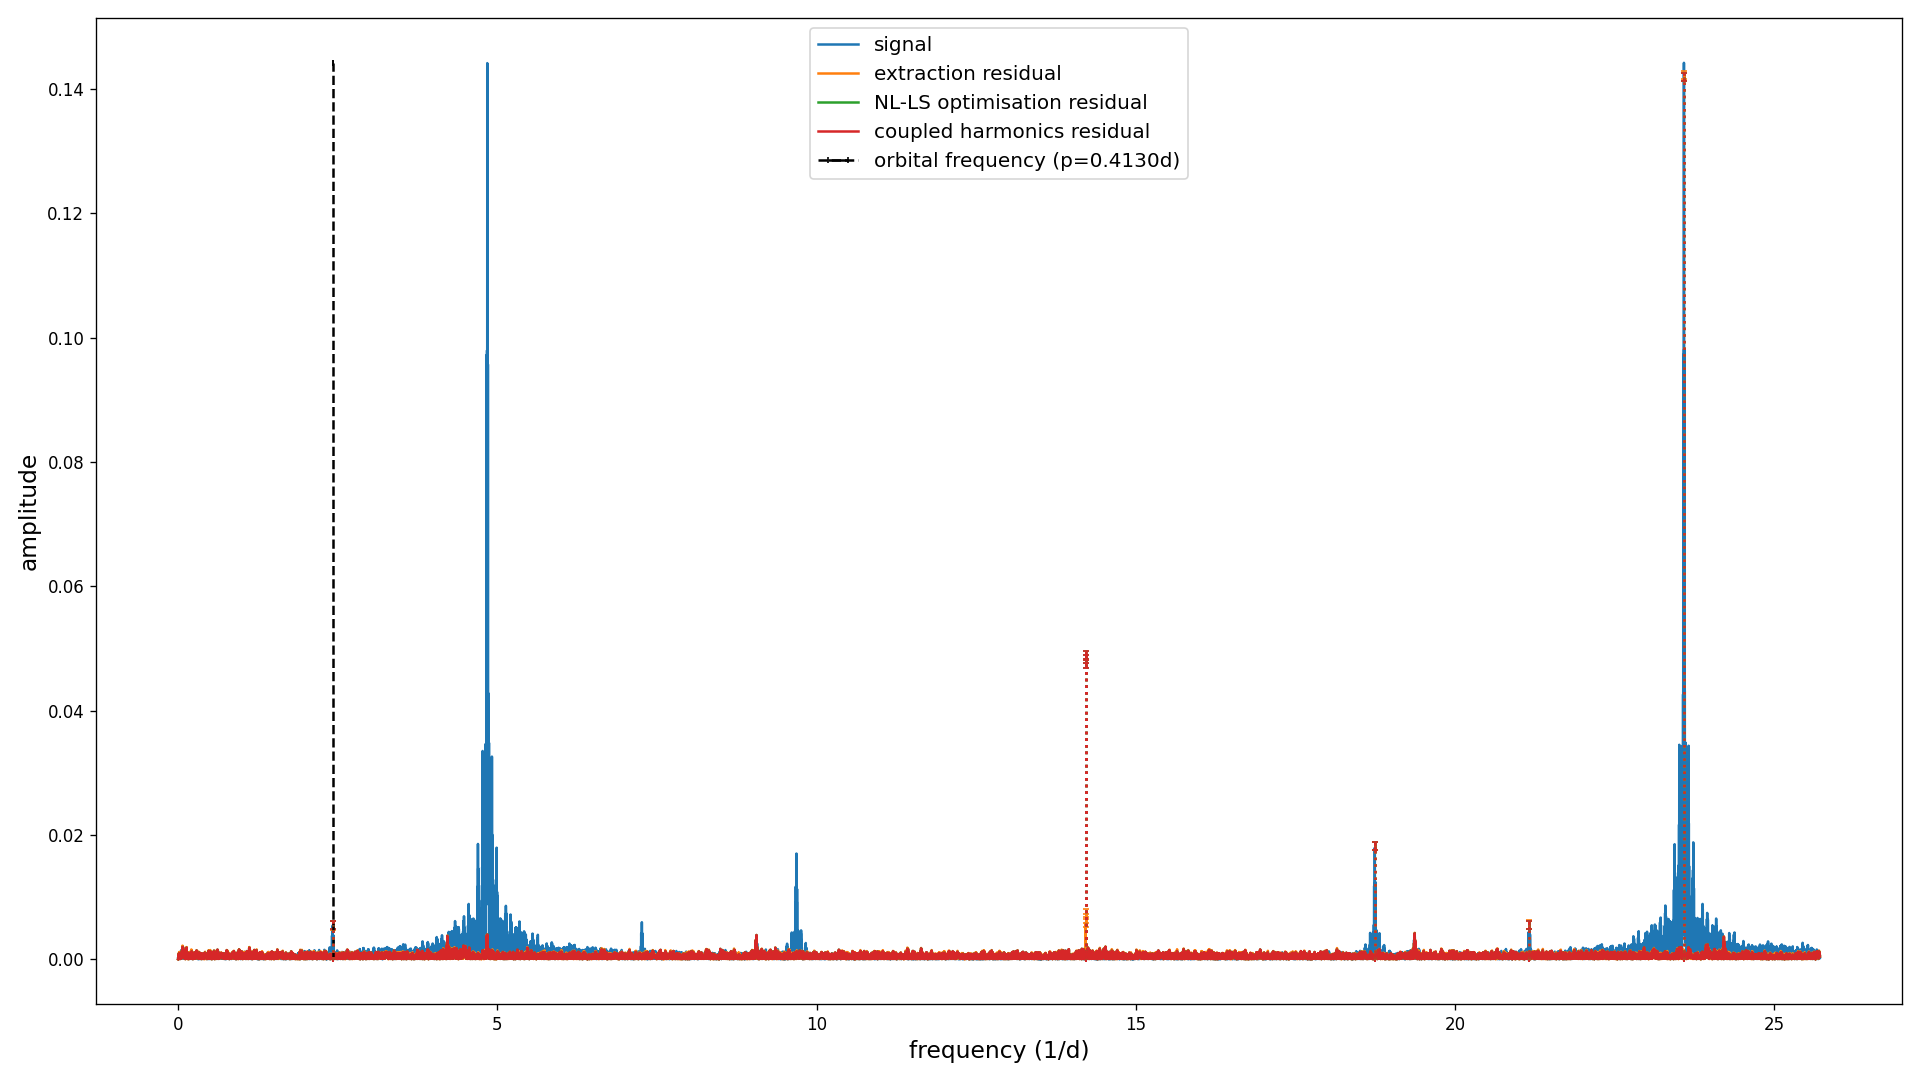 signal
extraction residual
NL-LS optimisation residual
coupled harmonics residual
orbital frequency (p=0.4130d)
amplitude
0.14
0.12
0.10
0.08
0.06
0.04
0.02
0.00
0 5 10 15 20 25
frequency (1/d)